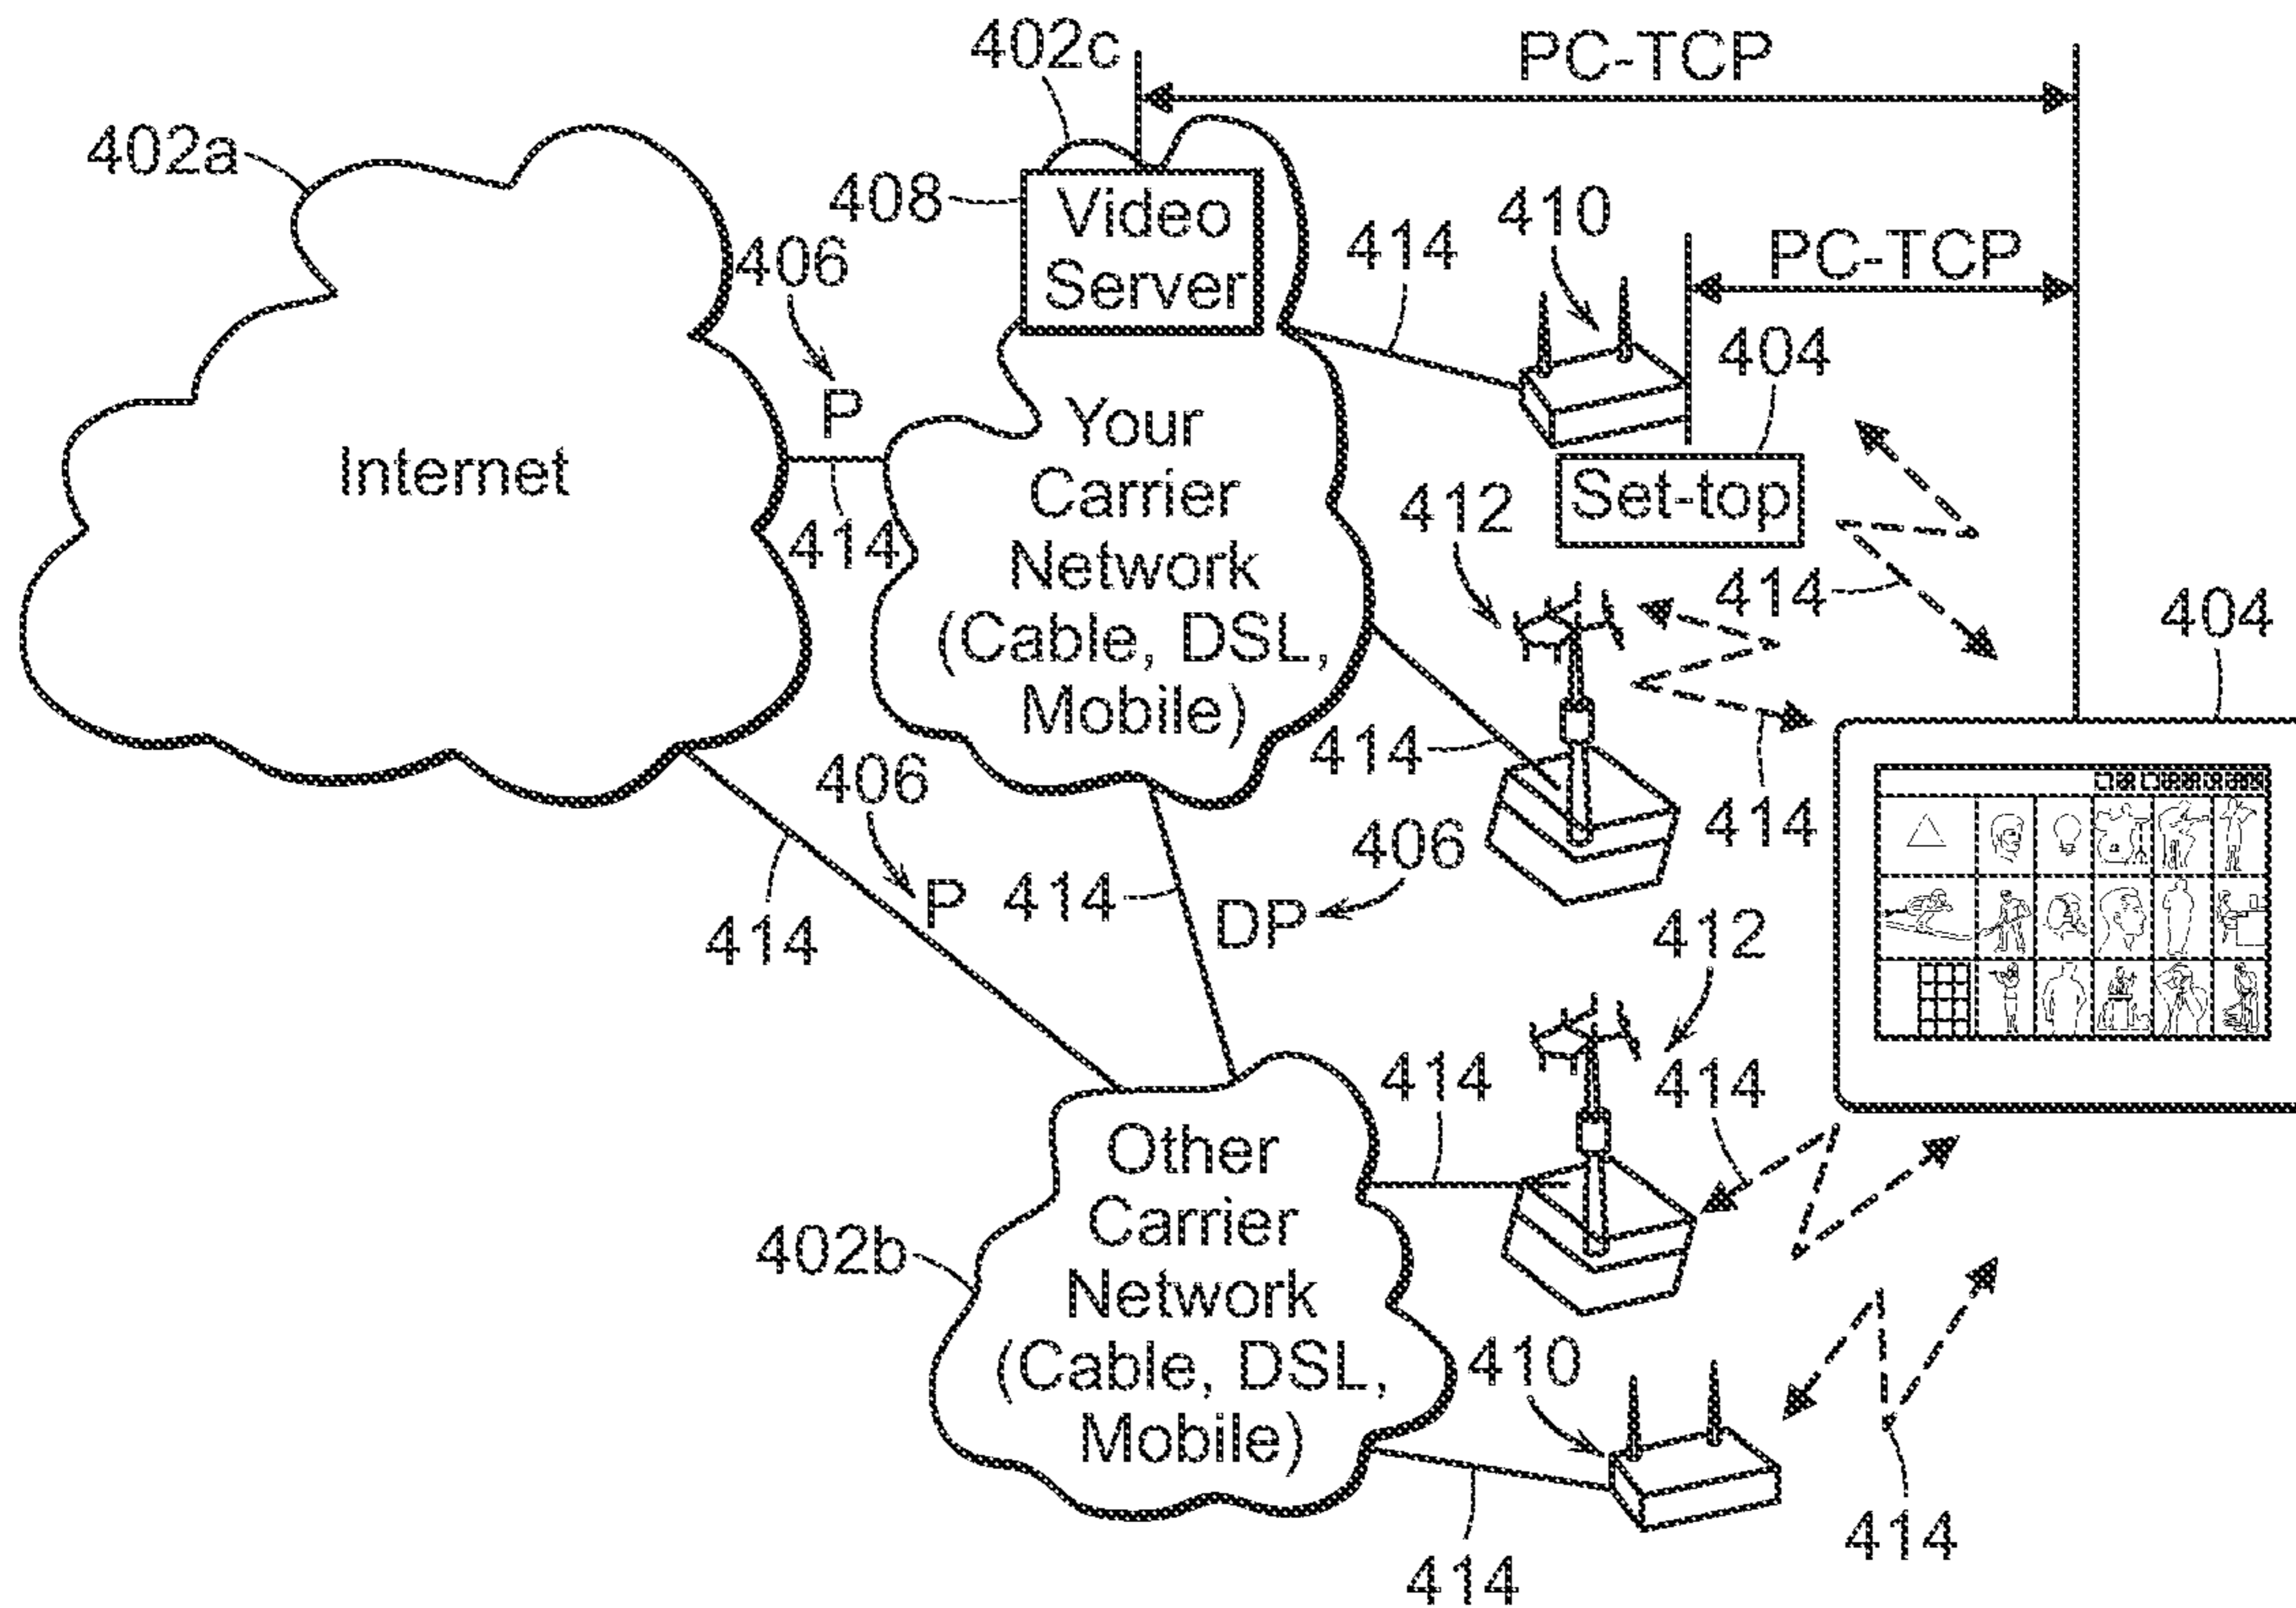 402c
PC-TCP
402a
408
Video
Server
414
410
PC-TCP
406
404
P
Internet
Your
Carrier
Network
(Cable, DSL,
Mobile)
414
412
Set-top
414
404
414
414
406
P
414
414
DP
406
412
414
414
Other
Carrier
Network
(Cable, DSL,
Mobile)
402b
410
414
414